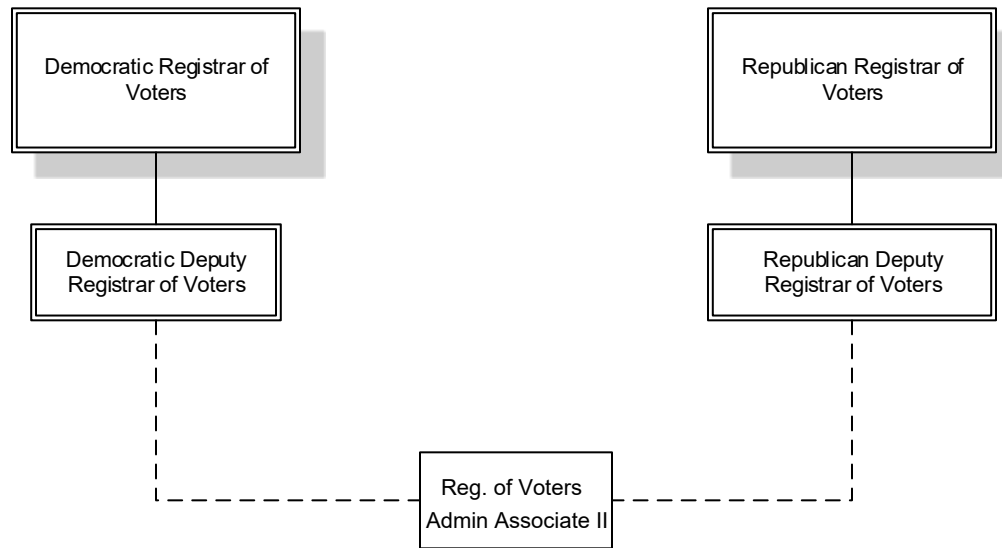 Democratic Registrar of
Voters
Republican Registrar of
Voters
Democratic Deputy
Registrar of Voters
Republican Deputy
Registrar of Voters
Reg. of Voters
Admin Associate II